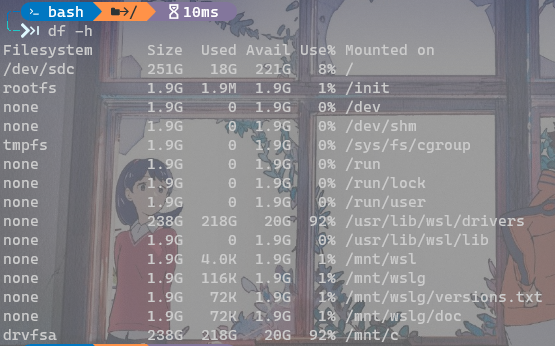 >_ bash / 10ms
df -h
Filesystem Size Used Avail Use% Mounted on
/dev/sdc 251G 18G 221G 8% /
rootfs 1.9G 1.9M 1.9G 1% /init
none 1.9G 0 1.9G 0% /dev
none 1.9G 0 1.9G 0% /dev/shm
tmpfs 1.9G 0 1.9G 0% /sys/fs/cgroup
none 1.9G 0 1.9G 0% /run
none 1.9G 0 1.9G 0% /run/lock
none 1.9G 0 1.9G 0% /run/user
none 238G 218G 20G 92% /usr/lib/wsl/drivers
none 1.9G 0 1.9G 0% /usr/lib/wsl/lib
none 1.9G 4.0K 1.9G 1% /mnt/wsl
none 1.9G 116K 1.9G 1% /mnt/wslg
none 1.9G 72K 1.9G 1% /mnt/wslg/versions.txt
none 1.9G 72K 1.9G 1% /mnt/wslg/doc
drvfsa 238G 218G 20G 92% /mnt/c